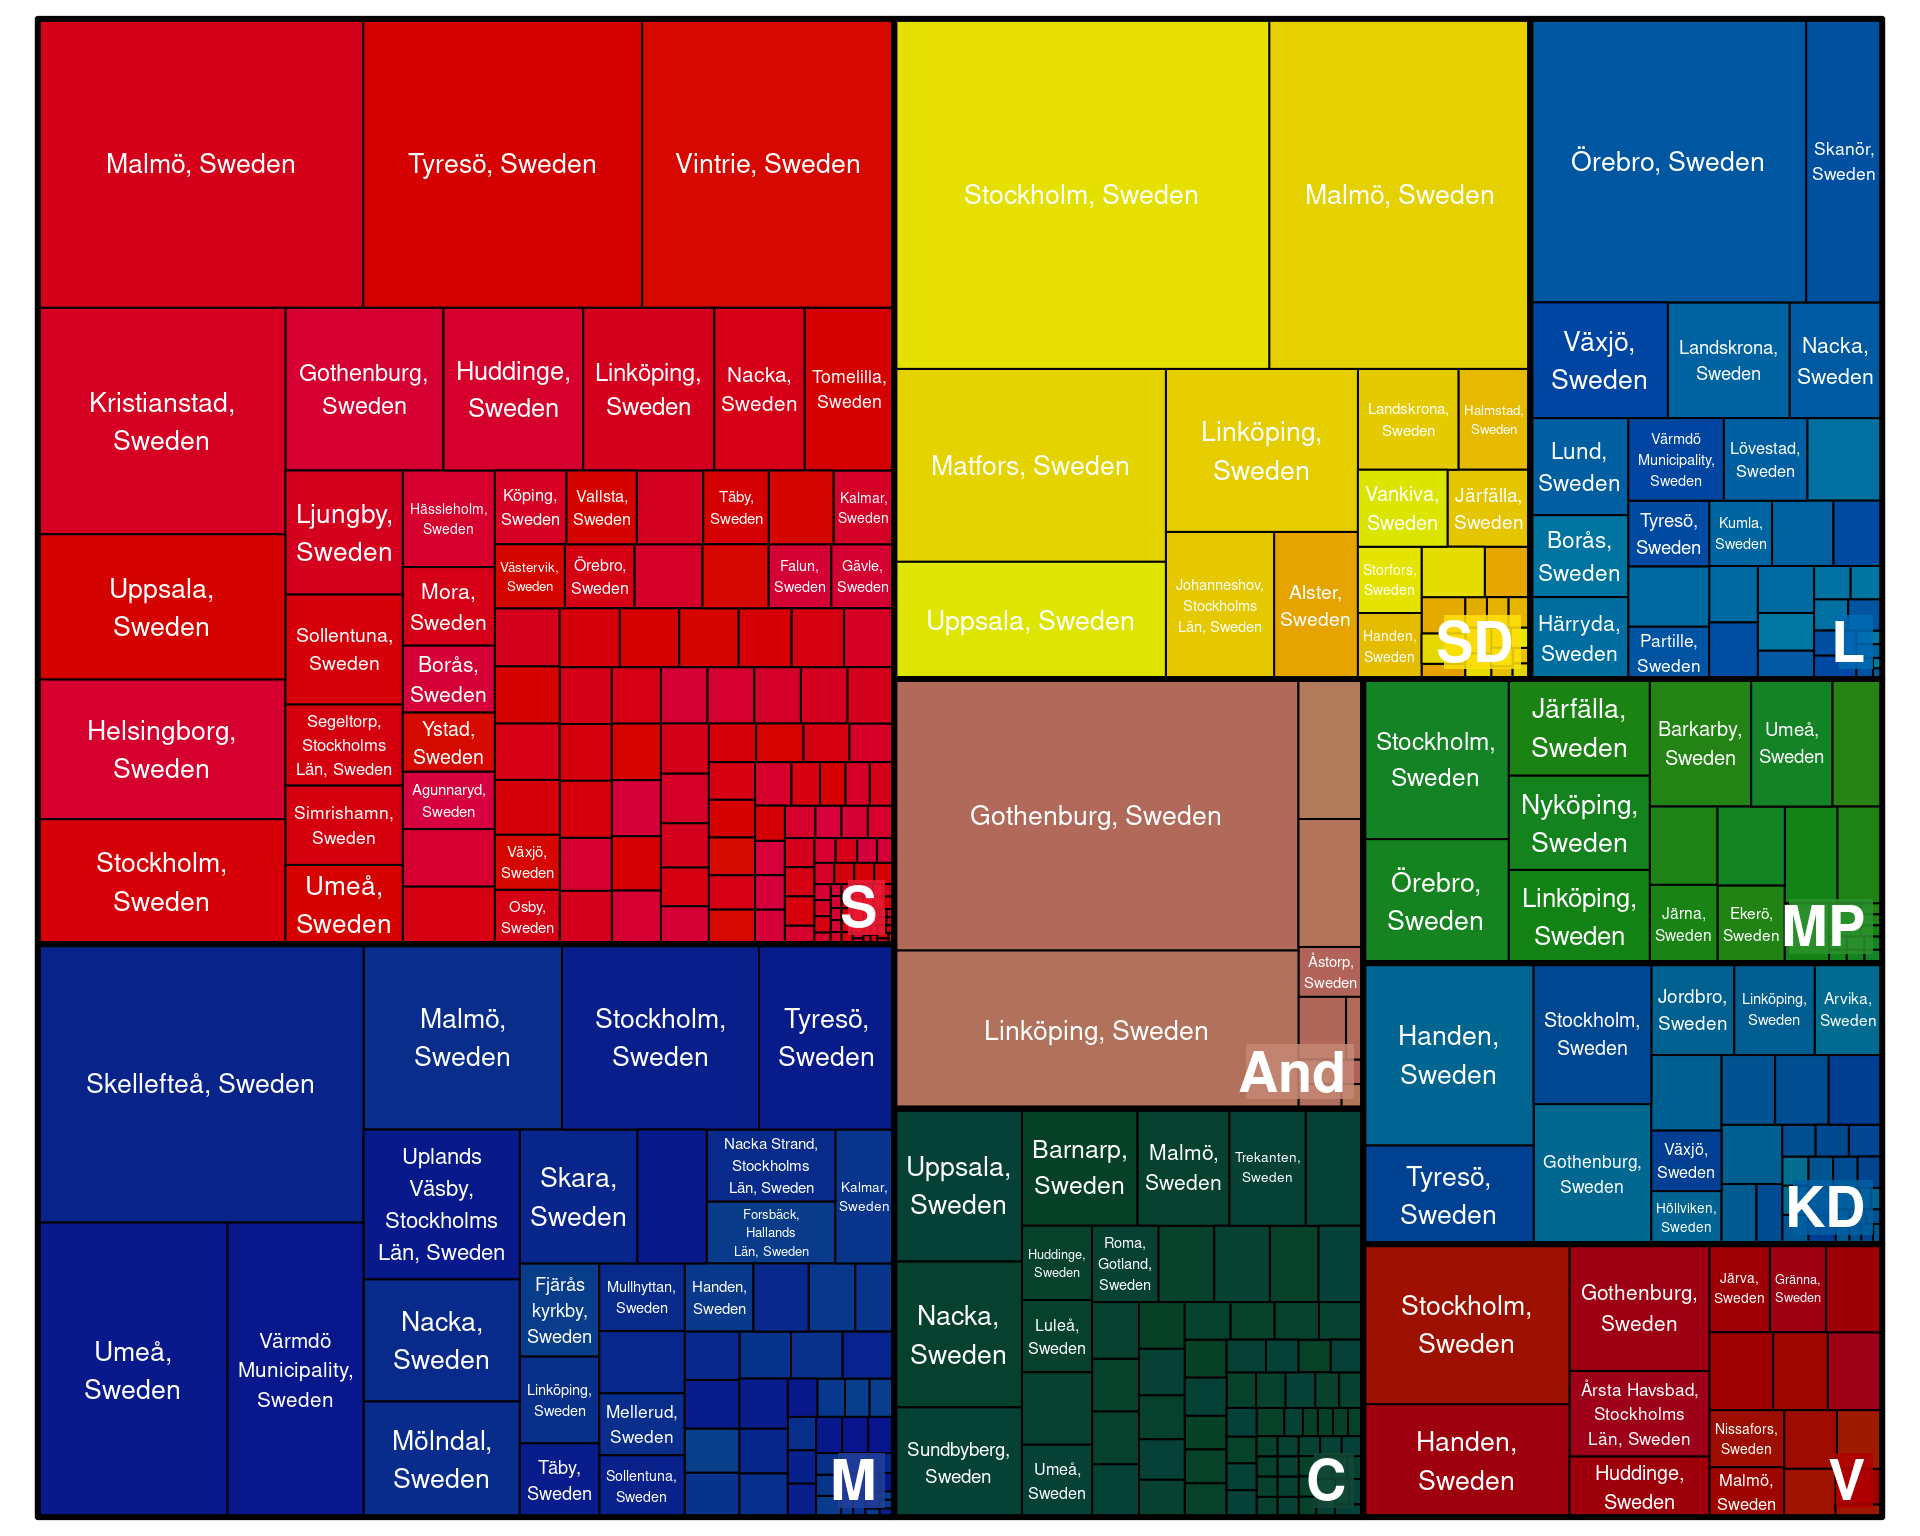 Malmö, Sweden
Tyresö, Sweden
Vintrie, Sweden
Kristianstad,
Sweden
Uppsala,
Sweden
Helsingborg,
Sweden
Stockholm,
Sweden
Gothenburg,
Sweden
Huddinge,
Sweden
Linköping,
Sweden
Nacka,
Sweden
Tomelilla,
Sweden
Ljungby,
Sweden
Sollentuna,
Sweden
Segeltorp,
Stockholms
Län, Sweden
Simrishamn,
Sweden
Umeå,
Sweden
Hässleholm,
Sweden
Mora,
Sweden
Borås,
Sweden
Ystad,
Sweden
Agunnaryd,
Sweden
Köping,
Sweden
Vallsta,
Sweden
Täby,
Sweden
Kalmar,
Sweden
Västervik,
Sweden
Örebro,
Sweden
Falun,
Sweden
Gävle,
Sweden
Växjö,
Sweden
Osby,
Sweden
S
Stockholm, Sweden
Malmö, Sweden
Matfors, Sweden
Uppsala, Sweden
Linköping,
Sweden
Johanneshov,
Stockholms
Län, Sweden
Alster,
Sweden
Landskrona,
Sweden
Halmstad,
Sweden
Vankiva,
Sweden
Järfälla,
Sweden
Storfors,
Sweden
Handen,
Sweden
SD
Örebro, Sweden
Skanör,
Sweden
Växjö,
Sweden
Landskrona,
Sweden
Nacka,
Sweden
Lund,
Sweden
Borås,
Sweden
Härryda,
Sweden
Värmdö
Municipality,
Sweden
Lövestad,
Sweden
Tyresö,
Sweden
Kumla,
Sweden
Partille,
Sweden
L
Gothenburg, Sweden
Linköping, Sweden
Åstorp,
Sweden
And
Stockholm,
Sweden
Örebro,
Sweden
Järfälla,
Sweden
Nyköping,
Sweden
Linköping,
Sweden
Barkarby,
Sweden
Umeå,
Sweden
Järna,
Sweden
Ekerö,
Sweden
MP
Skellefteå, Sweden
Umeå,
Sweden
Värmdö
Municipality,
Sweden
Malmö,
Sweden
Stockholm,
Sweden
Tyresö,
Sweden
Uplands
Väsby,
Stockholms
Län, Sweden
Nacka,
Sweden
Mölndal,
Sweden
Skara,
Sweden
Nacka Strand,
Stockholms
Län, Sweden
Forsbäck,
Hallands
Län, Sweden
Kalmar,
Sweden
Fjärås
kyrkby,
Sweden
Linköping,
Sweden
Täby,
Sweden
Mullhyttan,
Sweden
Handen,
Sweden
Mellerud,
Sweden
Sollentuna,
Sweden
M
Uppsala,
Sweden
Nacka,
Sweden
Sundbyberg,
Sweden
Barnarp,
Sweden
Malmö,
Sweden
Trekanten,
Sweden
Huddinge,
Sweden
Roma,
Gotland,
Sweden
Luleå,
Sweden
Umeå,
Sweden
C
Handen,
Sweden
Tyresö,
Sweden
Stockholm,
Sweden
Gothenburg,
Sweden
Jordbro,
Sweden
Linköping,
Sweden
Arvika,
Sweden
Växjö,
Sweden
Höllviken,
Sweden
KD
Stockholm,
Sweden
Handen,
Sweden
Gothenburg,
Sweden
Årsta Havsbad,
Stockholms
Län, Sweden
Huddinge,
Sweden
Järva,
Sweden
Gränna,
Sweden
Nissafors,
Sweden
Malmö,
Sweden
V